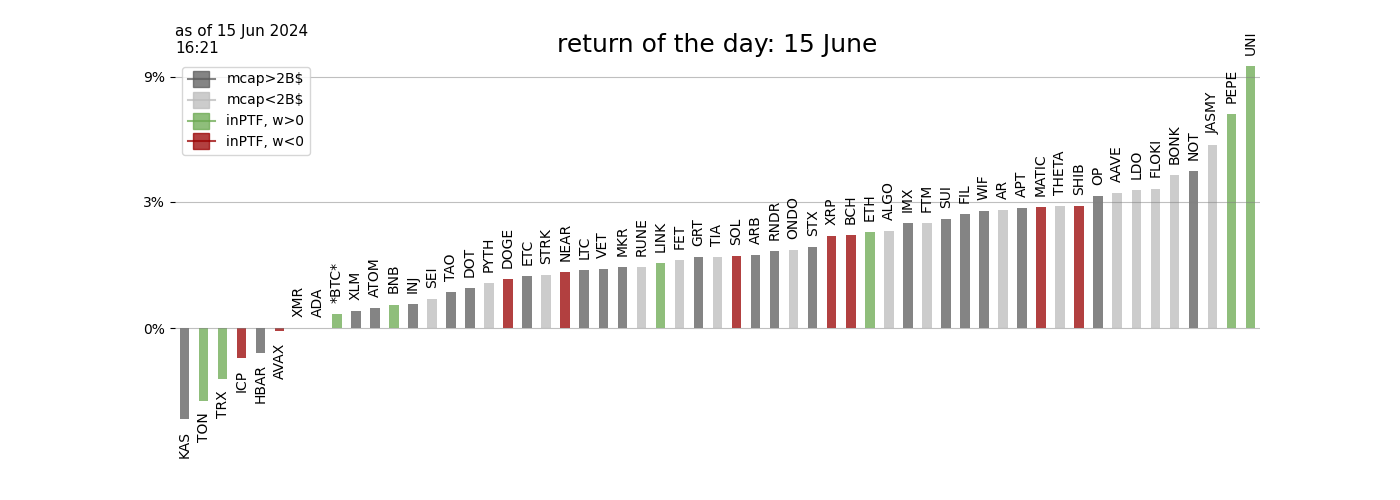 as of 15 Jun 2024
16:21
return of the day: 15 June
mcap>2B$
mcap<2B$
inPTF, w>0
inPTF, w<0
9%
3%
0%
KAS
TON
TRX
ICP
HBAR
AVAX
XMR
ADA
*BTC*
XLM
ATOM
BNB
INJ
SEI
TAO
DOT
PYTH
DOGE
ETC
STRK
NEAR
LTC
VET
MKR
RUNE
LINK
FET
GRT
TIA
SOL
ARB
RNDR
ONDO
STX
XRP
BCH
ETH
ALGO
IMX
FTM
SUI
FIL
WIF
AR
APT
MATIC
THETA
SHIB
OP
AAVE
LDO
FLOKI
BONK
NOT
JASMY
PEPE
UNI